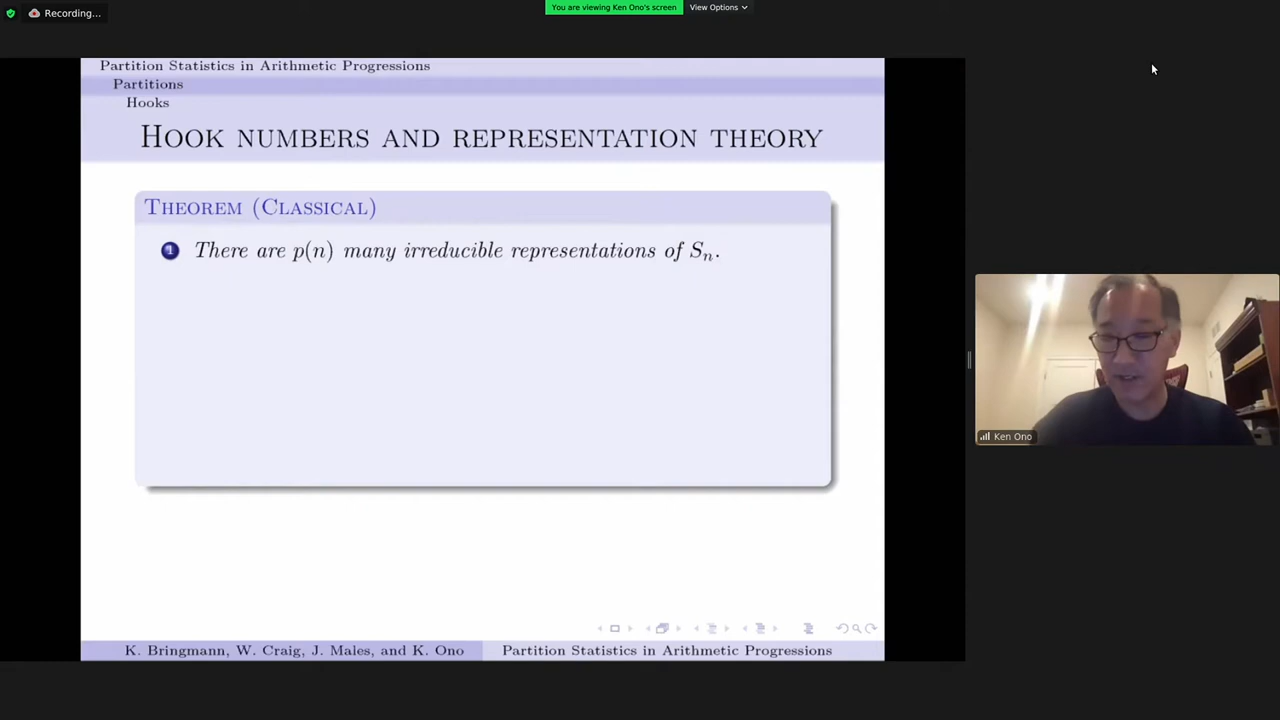 Recording...
You are viewing Ken Ono's screen View Options
Partition Statistics in Arithmetic Progressions
Partitions
Hooks
Hook numbers and representation theory
Theorem (Classical)
1 There are p(n) many irreducible representations of Sₙ.
Ken Ono
K. Bringmann, W. Craig, J. Males, and K. Ono
Partition Statistics in Arithmetic Progressions